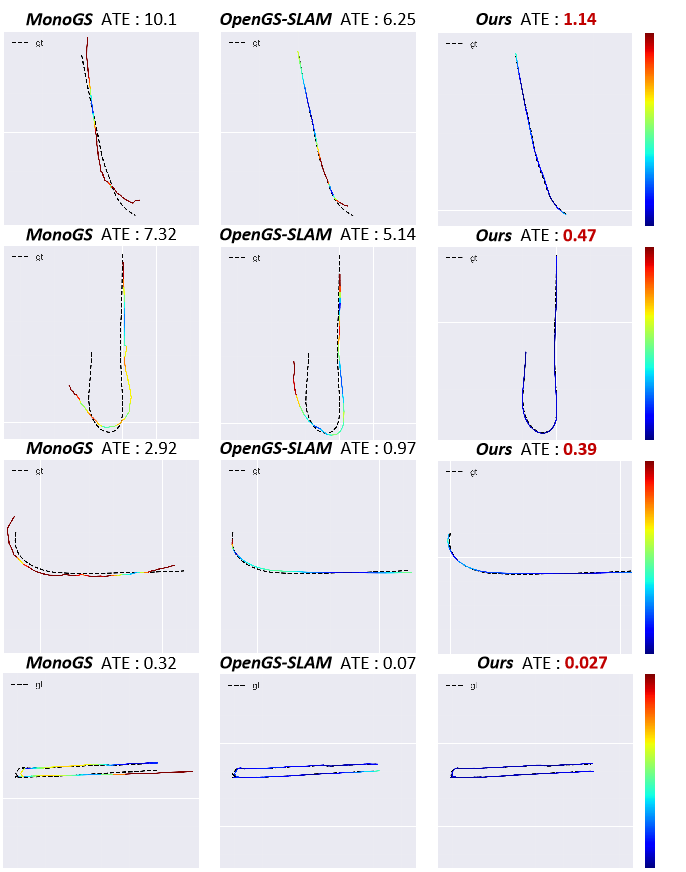 MonoGS ATE : 10.1 OpenGS-SLAM ATE : 6.25 Ours ATE : 1.14
gt gt gt
MonoGS ATE : 7.32 OpenGS-SLAM ATE : 5.14 Ours ATE : 0.47
gt gt gt
MonoGS ATE : 2.92 OpenGS-SLAM ATE : 0.97 Ours ATE : 0.39
gt gt gt
MonoGS ATE : 0.32 OpenGS-SLAM ATE : 0.07 Ours ATE : 0.027
gt gt gt